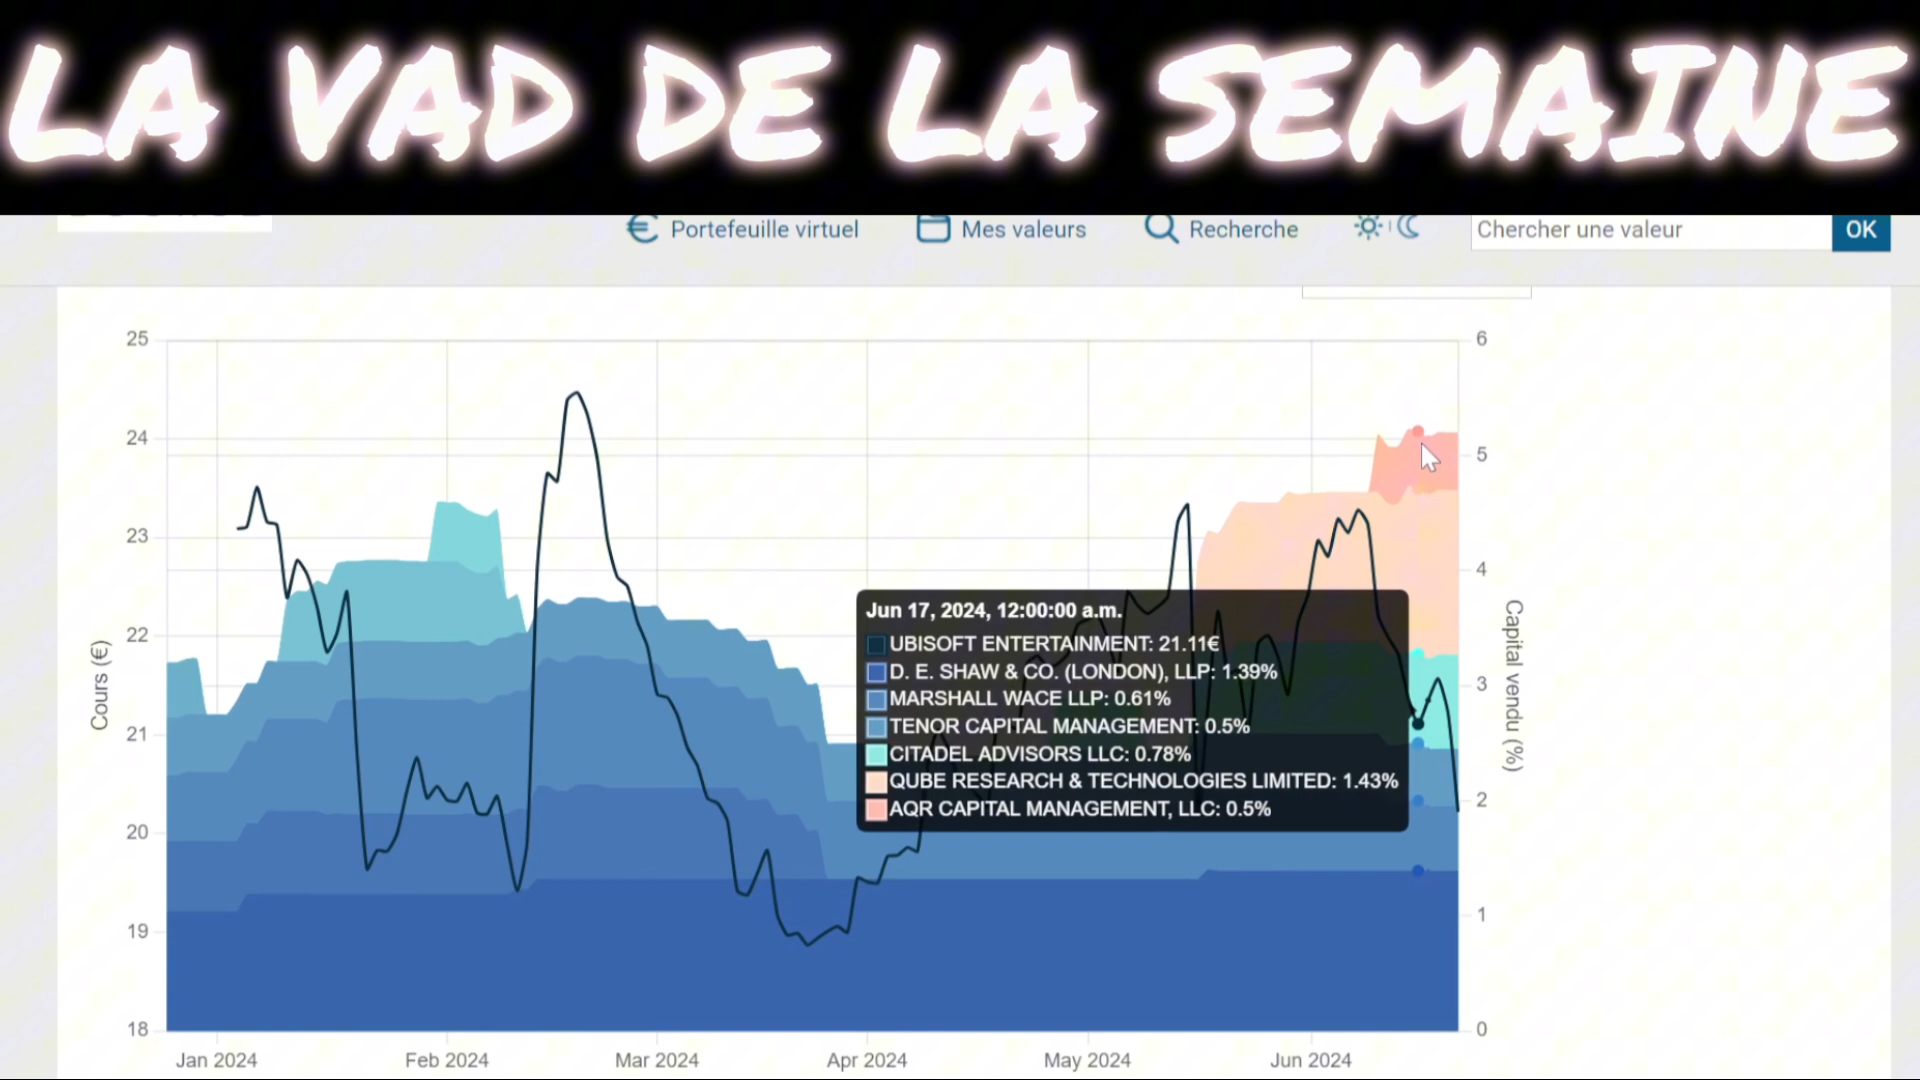 LA VAD DE LA SEMAINE
Portefeuille virtuel
Mes valeurs
Recherche
Chercher une valeur
OK
25
24
23
22
21
20
19
18
Cours (€)
6
5
4
3
2
1
0
Capital vendu (%)
Jun 17, 2024, 12:00:00 a.m.
UBISOFT ENTERTAINMENT: 21.11€
D. E. SHAW & CO. (LONDON), LLP: 1.39%
MARSHALL WACE LLP: 0.61%
TENOR CAPITAL MANAGEMENT: 0.5%
CITADEL ADVISORS LLC: 0.78%
QUBE RESEARCH & TECHNOLOGIES LIMITED: 1.43%
AQR CAPITAL MANAGEMENT, LLC: 0.5%
Jan 2024
Feb 2024
Mar 2024
Apr 2024
May 2024
Jun 2024